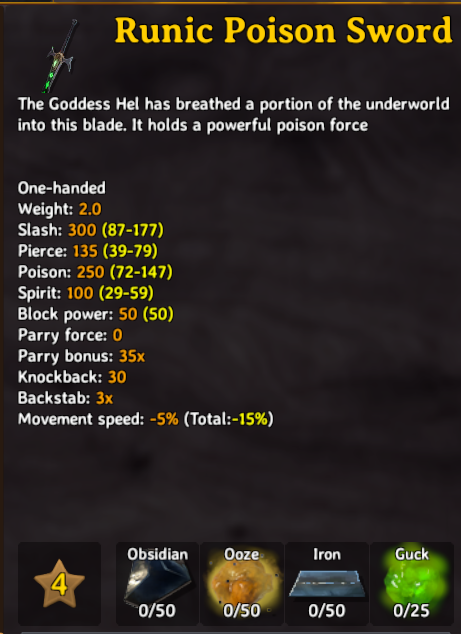 Runic Poison Sword
The Goddess Hel has breathed a portion of the underworld
into this blade. It holds a powerful poison force
One-handed
Weight: 2.0
Slash: 300 (87-177)
Pierce: 135 (39-79)
Poison: 250 (72-147)
Spirit: 100 (29-59)
Block power: 50 (50)
Parry force: 0
Parry bonus: 35x
Knockback: 30
Backstab: 3x
Movement speed: -5% (Total:-15%)
4
Obsidian Ooze Iron Guck
0/50 0/50 0/50 0/25